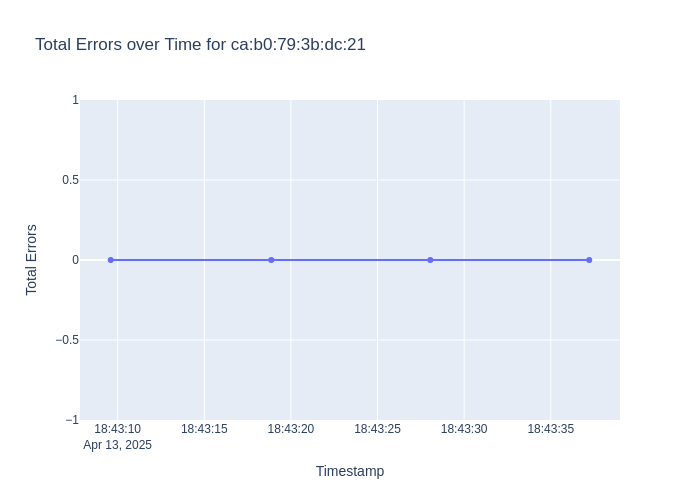 Total Errors over Time for ca:b0:79:3b:dc:21
1
0.5
0
−0.5
−1
Total Errors
18:43:10 18:43:15 18:43:20 18:43:25 18:43:30 18:43:35
Apr 13, 2025
Timestamp